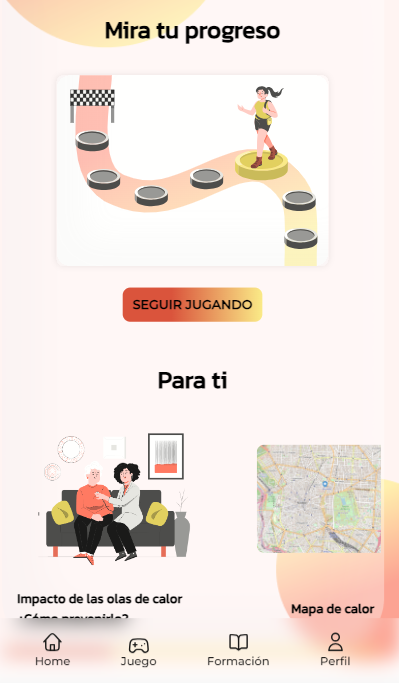 Mira tu progreso
SEGUIR JUGANDO
Para ti
Impacto de las olas de calor
¿Cómo prevenirlo?
Mapa de calor
Home
Juego
Formación
Perfil